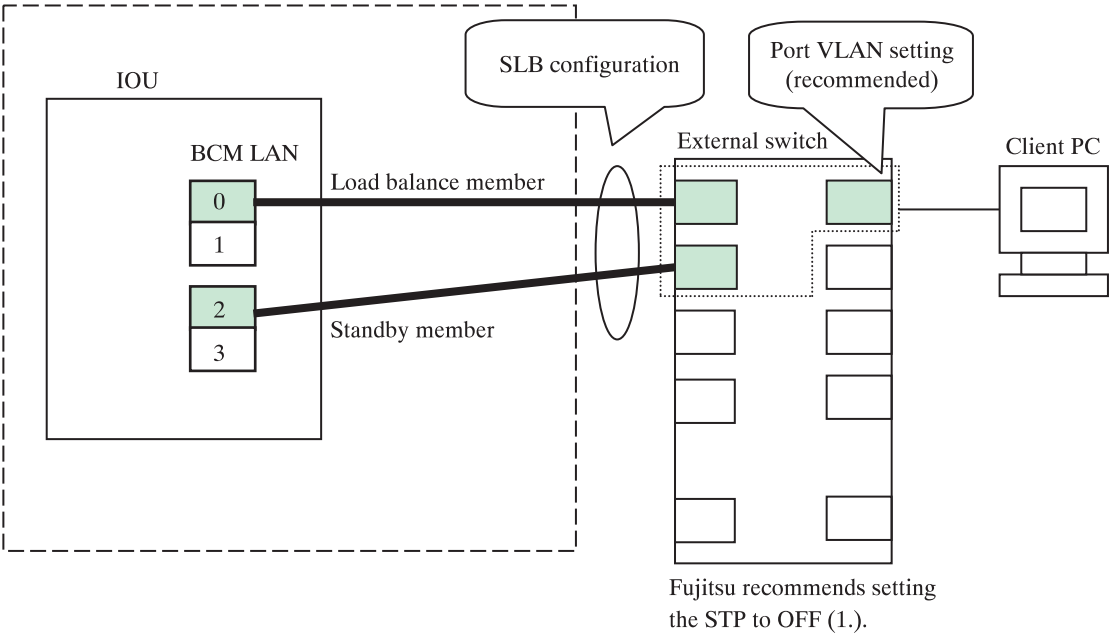 SLB configuration
Port VLAN setting
(recommended)
IOU
External switch
Client PC
BCM LAN
Load balance member
0
1
2
Standby member
3
Fujitsu recommends setting
the STP to OFF (1.).